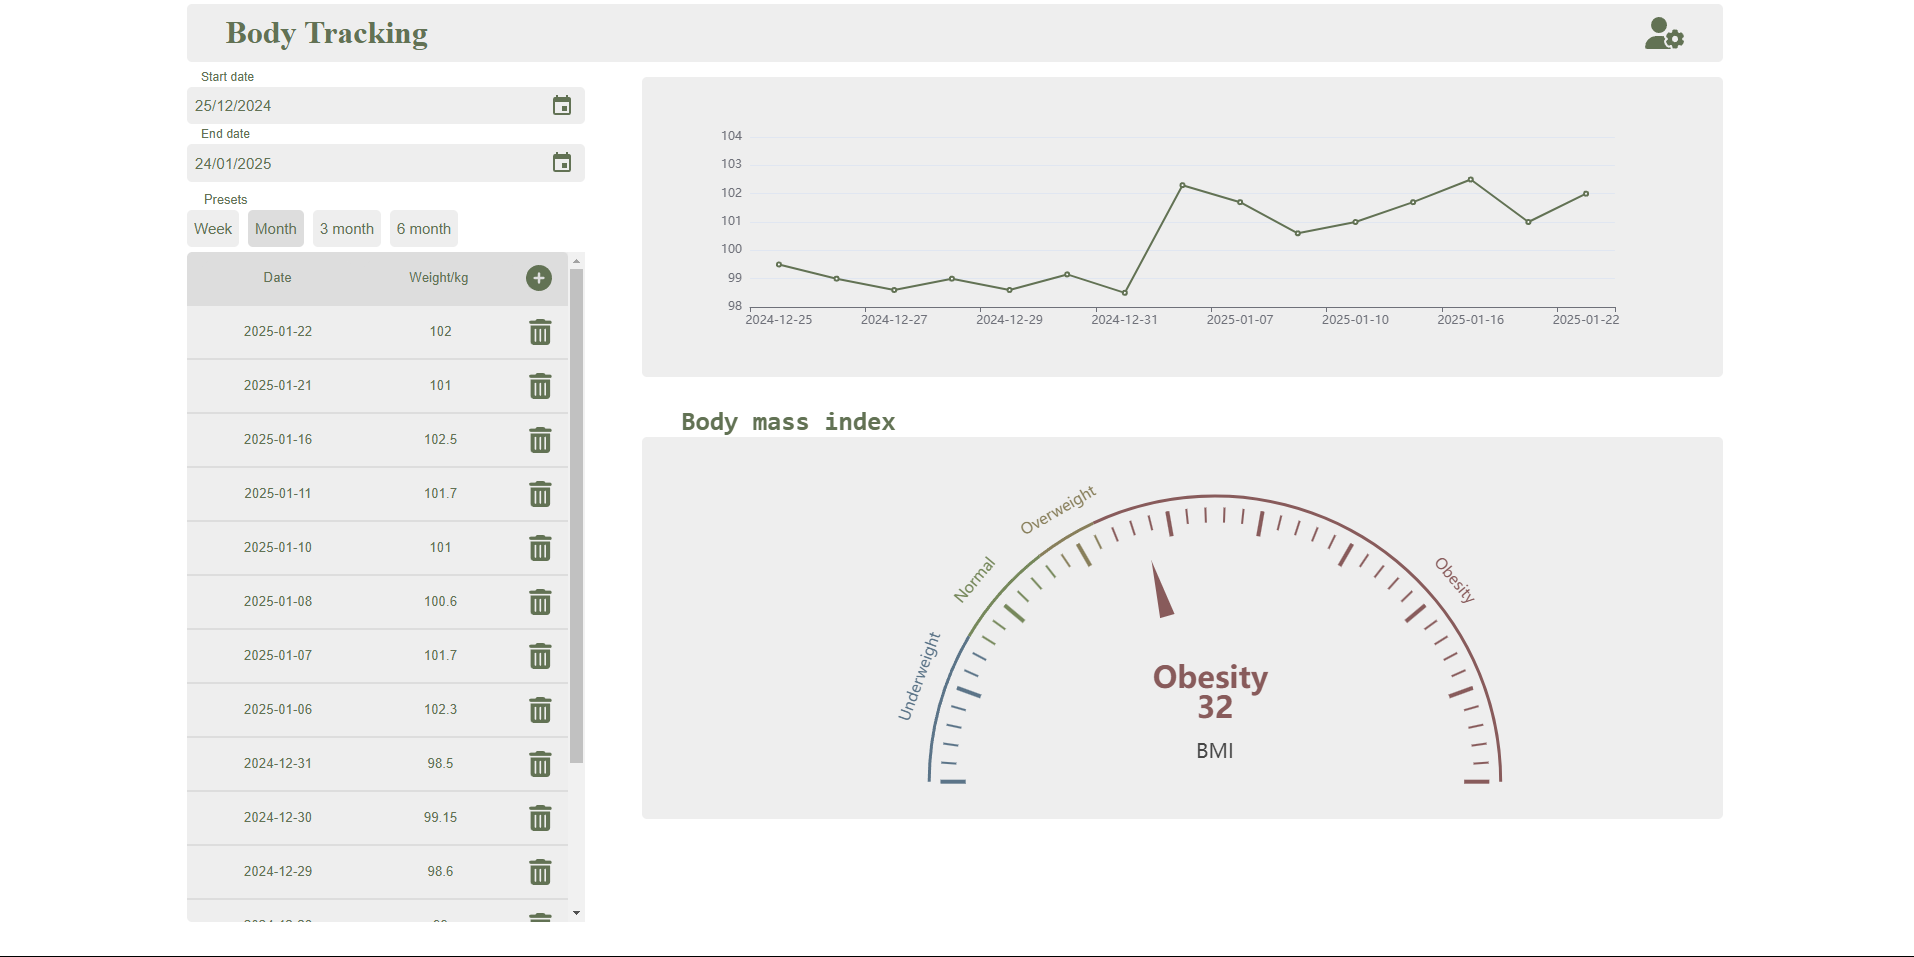 Body Tracking
Start date
25/12/2024
End date
24/01/2025
Presets
Week Month 3 month 6 month
Date Weight/kg
2025-01-22 102
2025-01-21 101
2025-01-16 102.5
2025-01-11 101.7
2025-01-10 101
2025-01-08 100.6
2025-01-07 101.7
2025-01-06 102.3
2024-12-31 98.5
2024-12-30 99.15
2024-12-29 98.6
104
103
102
101
100
99
98
2024-12-25 2024-12-27 2024-12-29 2024-12-31 2025-01-07 2025-01-10 2025-01-16 2025-01-22
Body mass index
Underweight
Normal
Overweight
Obesity
Obesity
32
BMI